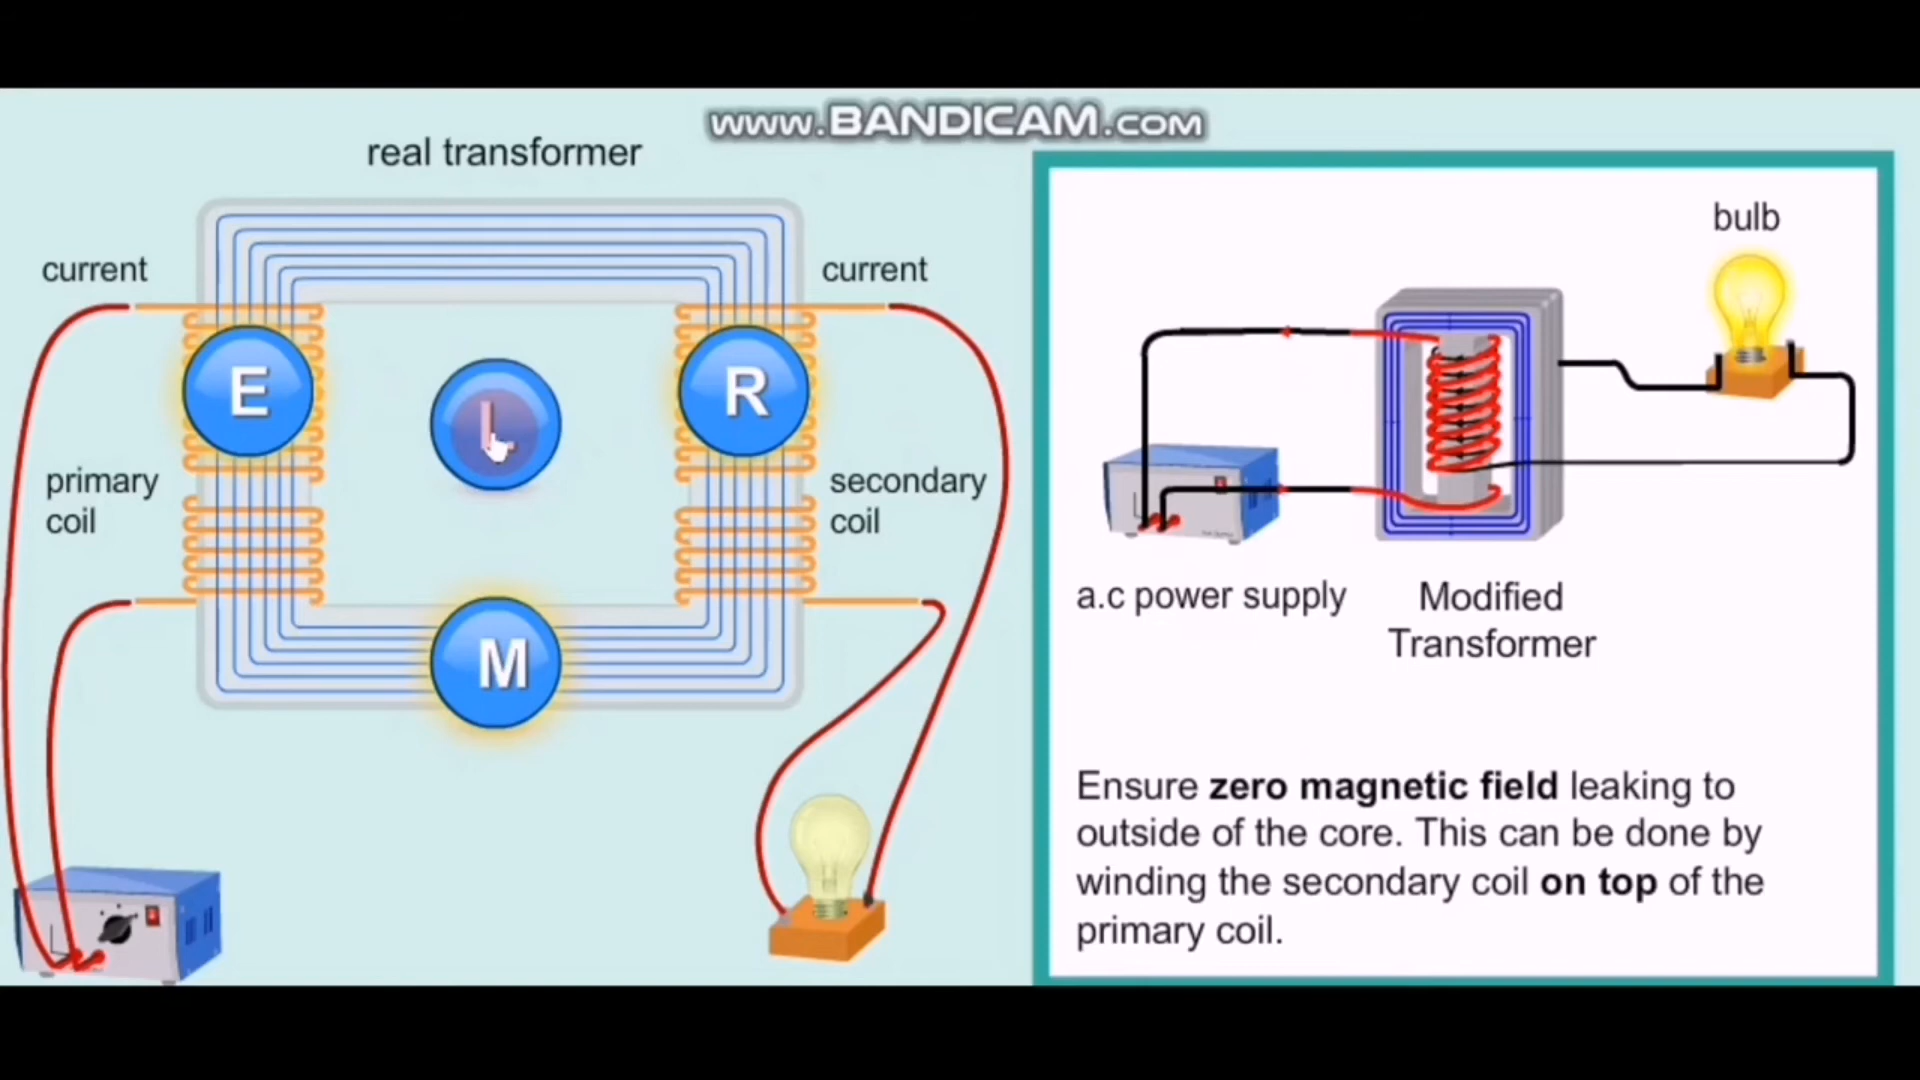 www.BANDICAM.com
real transformer
current
current
E
L
R
primary
coil
secondary
coil
M
bulb
a.c power supply
Modified
Transformer
Ensure zero magnetic field leaking to
outside of the core. This can be done by
winding the secondary coil on top of the
primary coil.